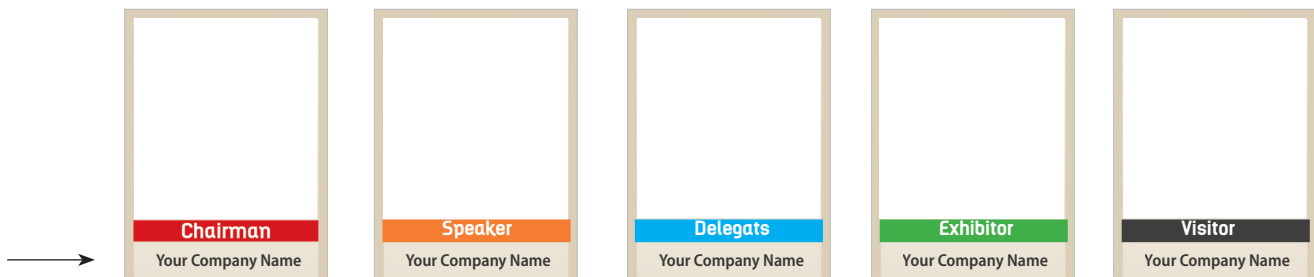 Chairman
Speaker
Delegats
Exhibitor
Visitor
Your Company Name
Your Company Name
Your Company Name
Your Company Name
Your Company Name